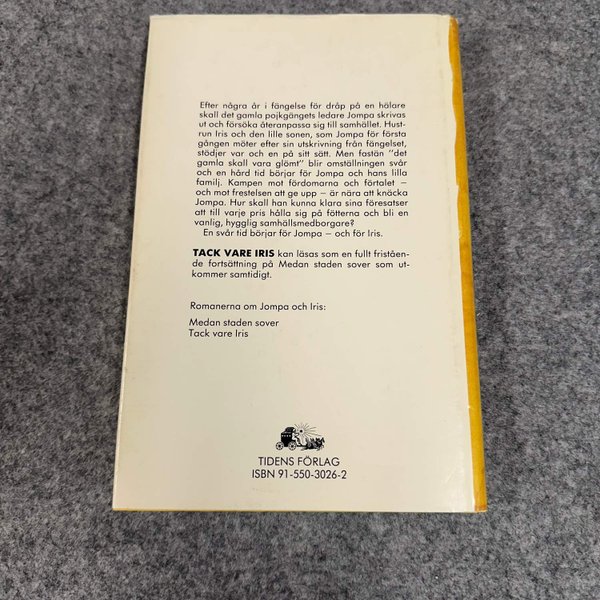 Efter några år i fängelse för dråp på en hälare
skall det gamla pojkgängets ledare Jompa skrivas
ut och försöka återanpassa sig till samhället. Hust-
run Iris och den lille sonen, som Jompa för första
gången möter efter sin utskrivning från fängelset,
stödjer var och en på sitt sätt. Men fastän "det
gamla skall vara glömt" blir omställningen svår
och en hård tid börjar för Jompa och hans lilla
familj. Kampen mot fördomarna och förtalet –
och mot frestelsen att ge upp – är nära att knäcka
Jompa. Hur skall han kunna klara sina föresatser
att till varje pris hålla sig på fötterna och bli en
vanlig, hygglig samhällsmedborgare?
En svår tid börjar för Jompa – och för Iris.
TACK VARE IRIS kan läsas som en fullt fristående-
de fortsättning på Medan staden sover som ut-
kommer samtidigt.
Romanerna om Jompa och Iris:
Medan staden sover
Tack vare Iris
TIDENS FÖRLAG
ISBN 91-550-3026-2